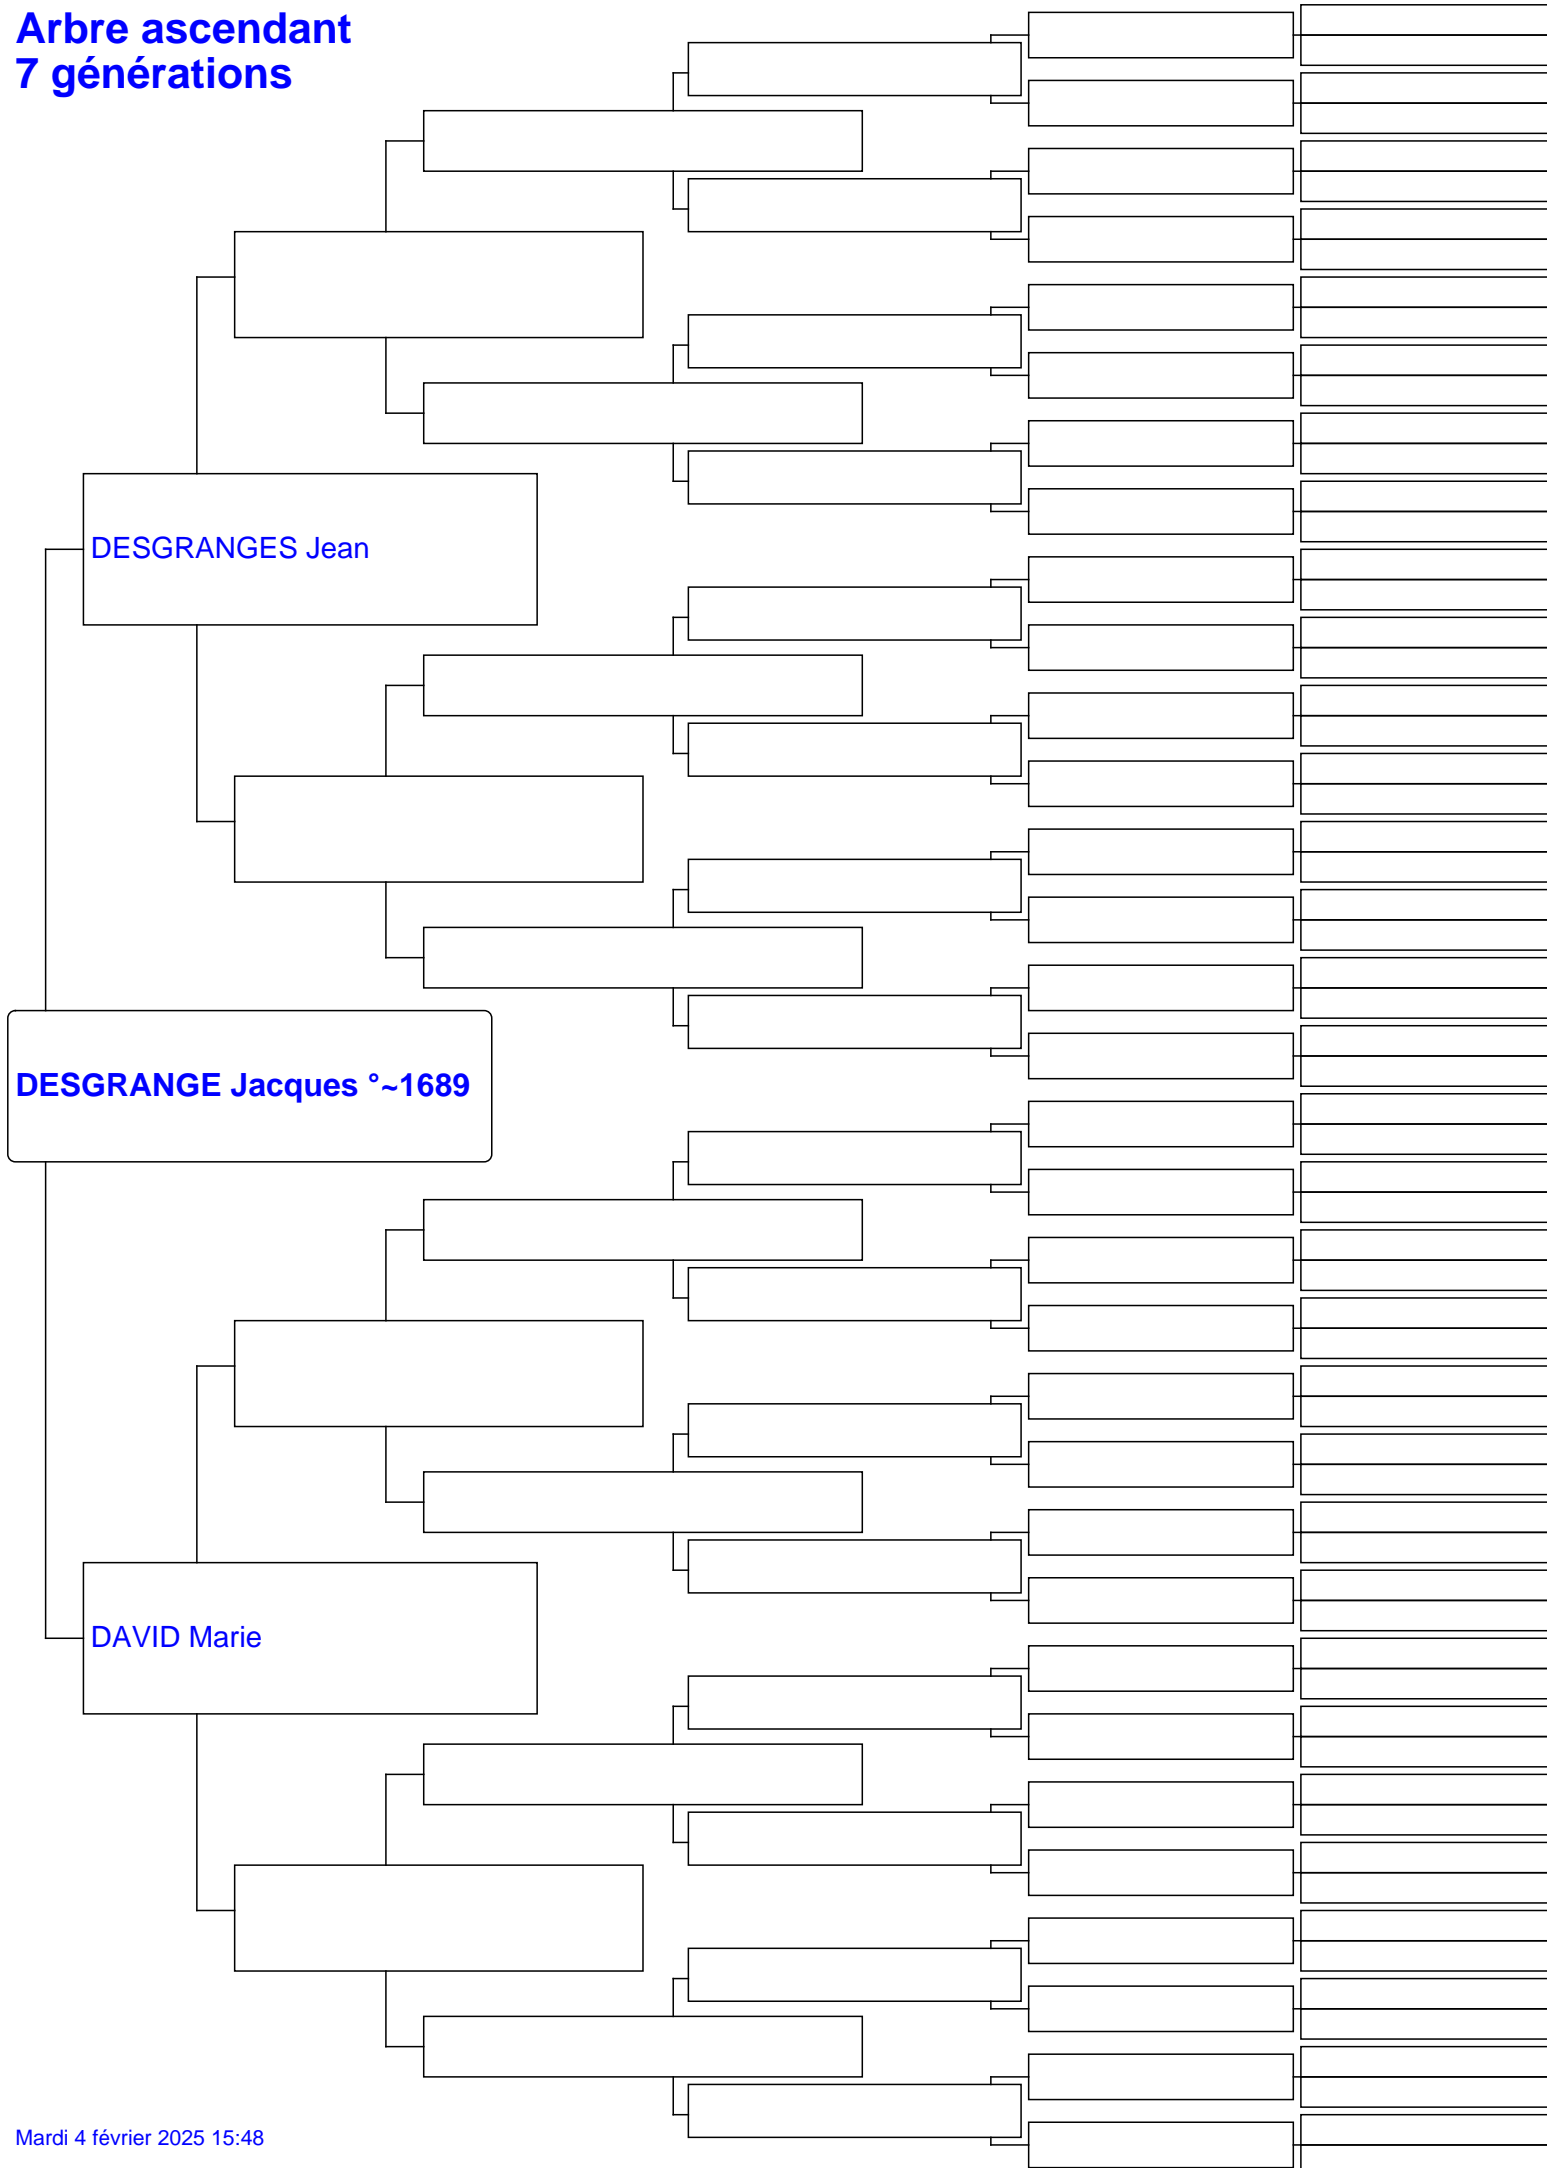 Arbre ascendant
7 générations
DESGRANGES Jean
DESGRANGE Jacques °~1689
DAVID Marie
Mardi 4 février 2025 15:48